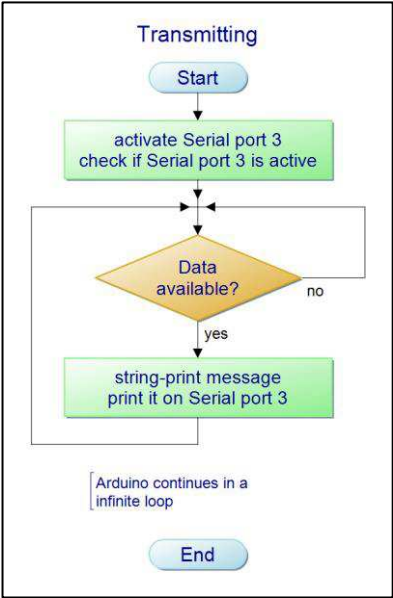 Transmitting
Start
activate Serial port 3
check if Serial port 3 is active
Data
available?
no
yes
string-print message
print it on Serial port 3
Arduino continues in a
infinite loop
End